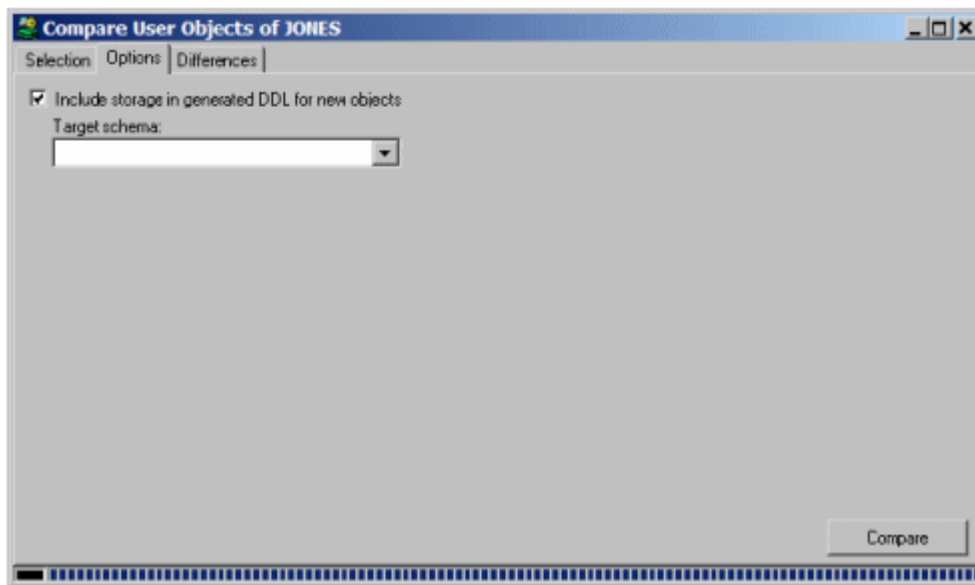 Compare User Objects of JONES
Selection Options Differences
Include storage in generated DDL for new objects
Target schema:
Compare